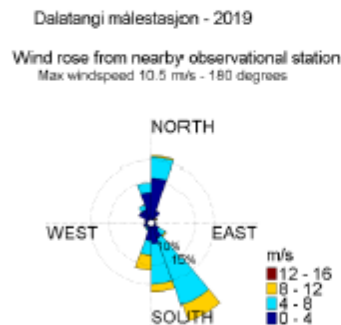 Dalatangi málestasjon - 2019
Wind rose from nearby observational station
Max windspeed 10.5 m/s - 180 degrees
NORTH
WEST
EAST
10%
15%
SOUTH
m/s
12 - 16
8 - 12
4 - 8
0 - 4